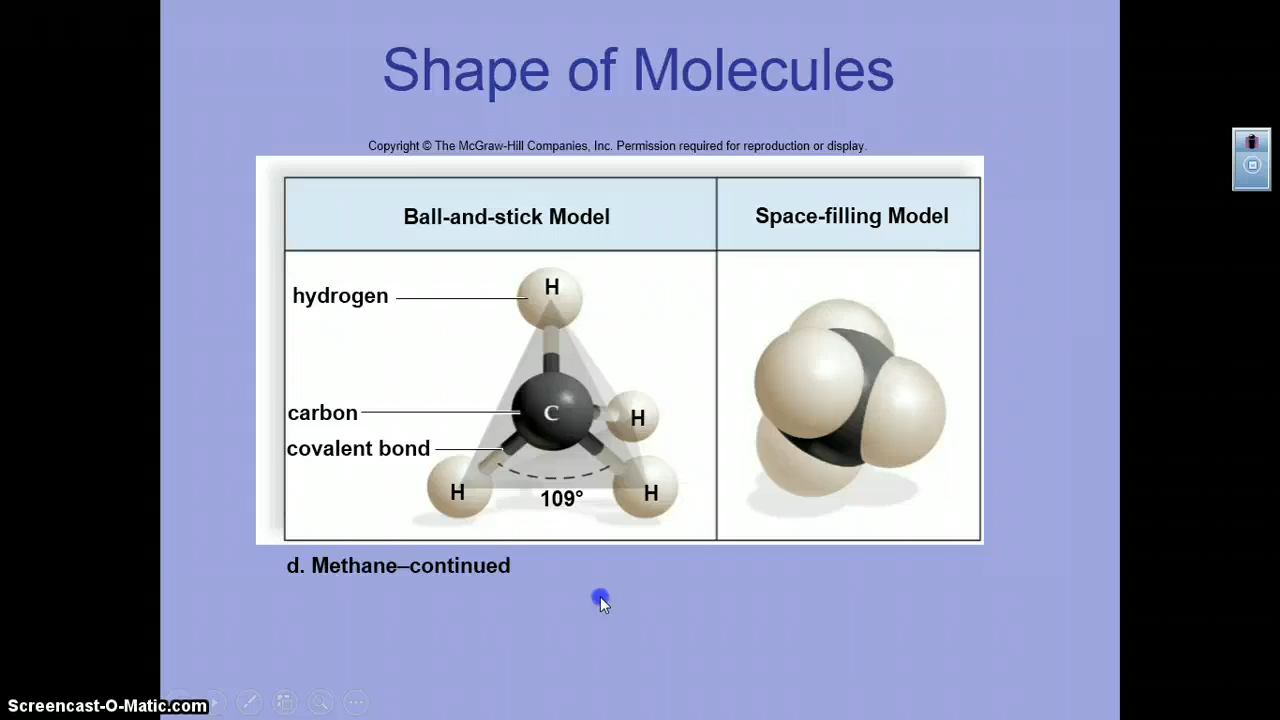 Shape of Molecules
Copyright © The McGraw-Hill Companies, Inc. Permission required for reproduction or display.
Ball-and-stick Model
Space-filling Model
H
hydrogen
carbon
C
H
covalent bond
H
H
109°
d. Methane–continued
Screencast-O-Matic.com